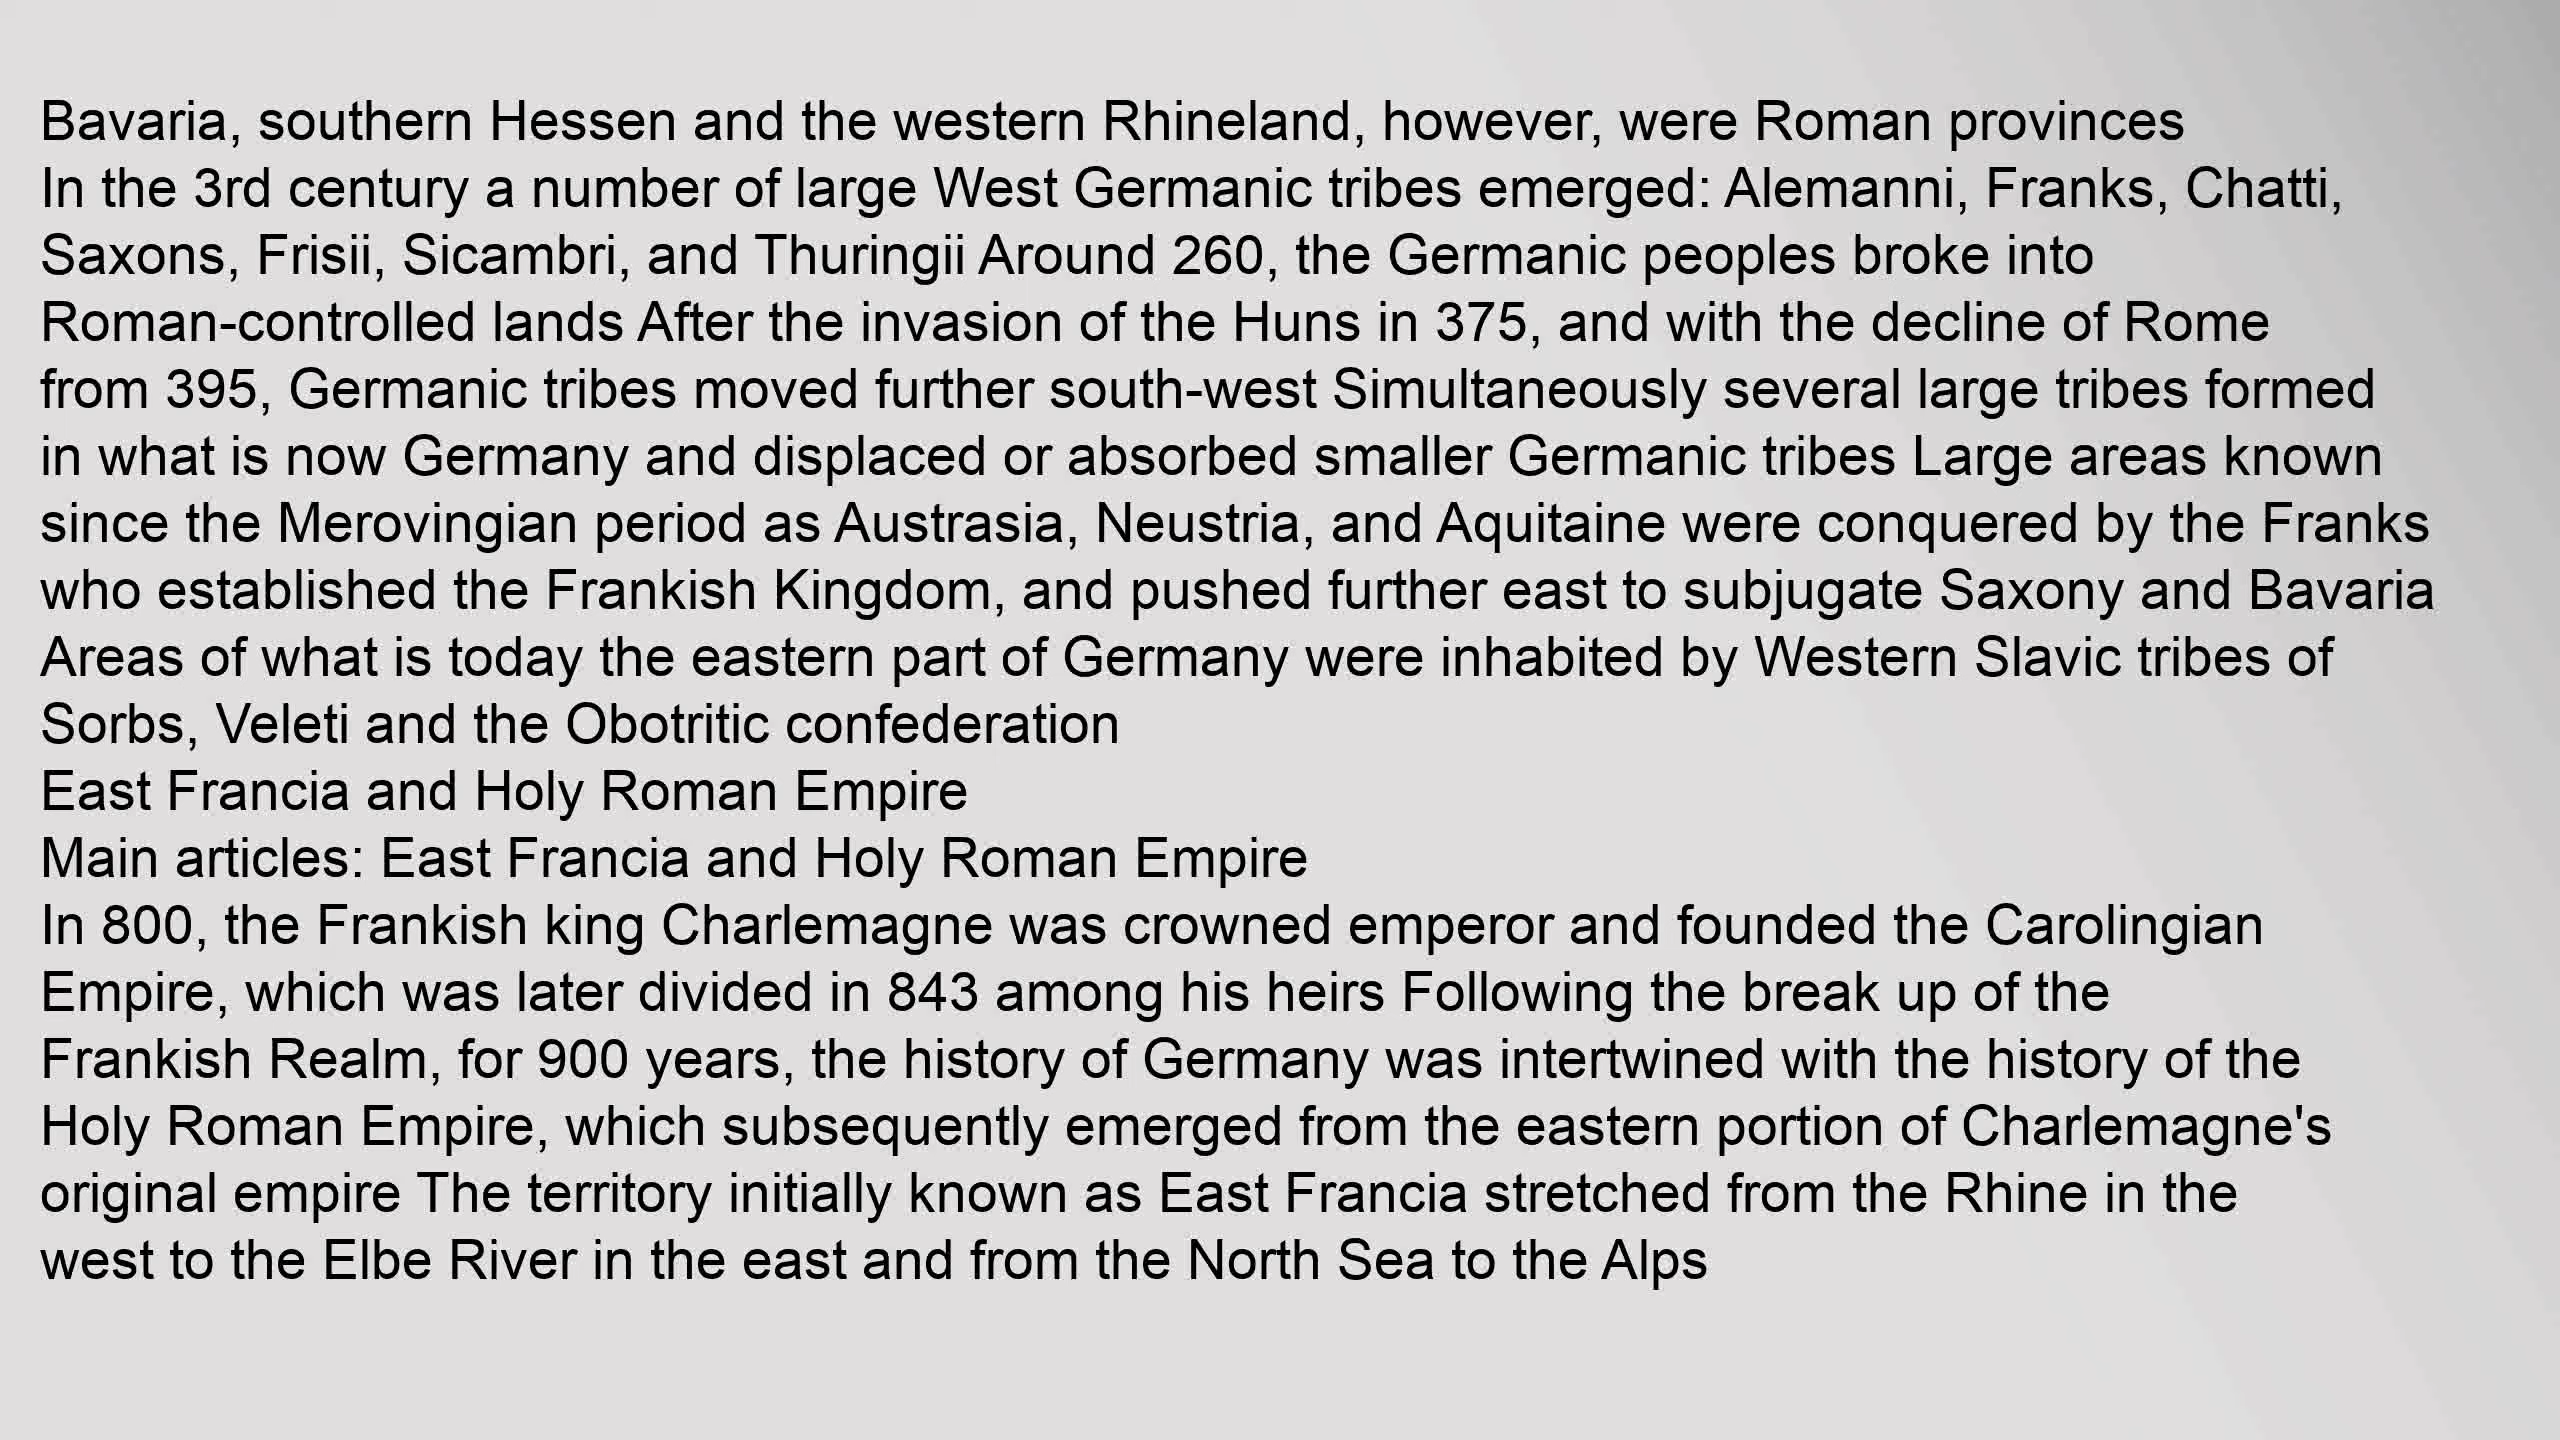 Bavaria, southern Hessen and the western Rhineland, however, were Roman provinces
In the 3rd century a number of large West Germanic tribes emerged: Alemanni, Franks, Chatti,
Saxons, Frisii, Sicambri, and Thuringii Around 260, the Germanic peoples broke into
Roman-controlled lands After the invasion of the Huns in 375, and with the decline of Rome
from 395, Germanic tribes moved further south-west Simultaneously several large tribes formed
in what is now Germany and displaced or absorbed smaller Germanic tribes Large areas known
since the Merovingian period as Austrasia, Neustria, and Aquitaine were conquered by the Franks
who established the Frankish Kingdom, and pushed further east to subjugate Saxony and Bavaria
Areas of what is today the eastern part of Germany were inhabited by Western Slavic tribes of
Sorbs, Veleti and the Obotritic confederation
East Francia and Holy Roman Empire
Main articles: East Francia and Holy Roman Empire
In 800, the Frankish king Charlemagne was crowned emperor and founded the Carolingian
Empire, which was later divided in 843 among his heirs Following the break up of the
Frankish Realm, for 900 years, the history of Germany was intertwined with the history of the
Holy Roman Empire, which subsequently emerged from the eastern portion of Charlemagne's
original empire The territory initially known as East Francia stretched from the Rhine in the
west to the Elbe River in the east and from the North Sea to the Alps